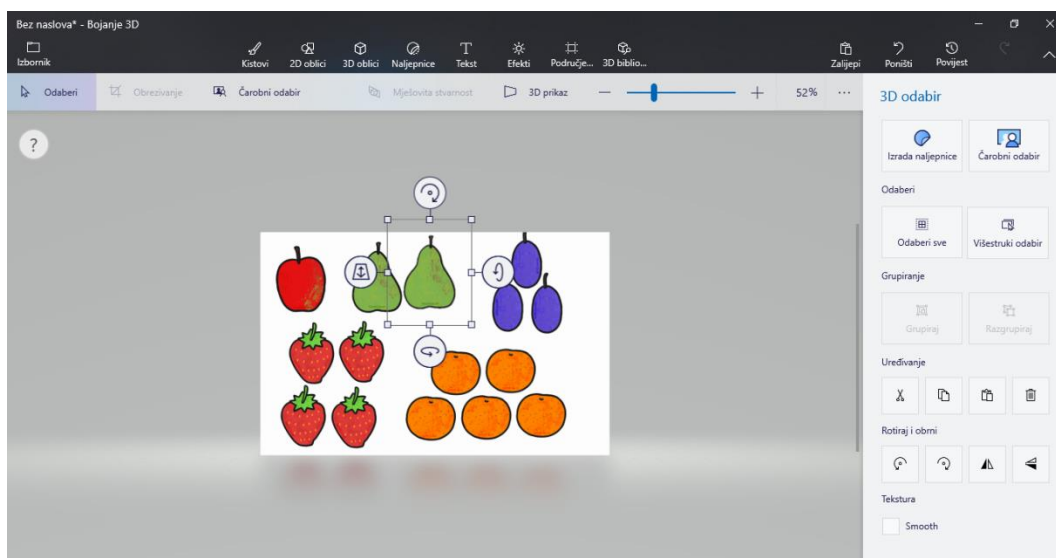 Bez naslova* - Bojanje 3D
Izbornik
Kistovi
2D oblici
3D oblici
Naljepnice
Tekst
Efekti
Područje...
3D biblio...
Zalijepi
Poništi
Povijest
Odaberi
Obrezivanje
Čarobni odabir
Mješovita stvarnost
3D prikaz
52%
...
?
3D odabir
Izrada naljepnice
Čarobni odabir
Odaberi
Odaberi sve
Višestruki odabir
Grupiranje
Grupiraj
Razgrupiraj
Uređivanje
Rotiraj i obrni
Tekstura
Smooth